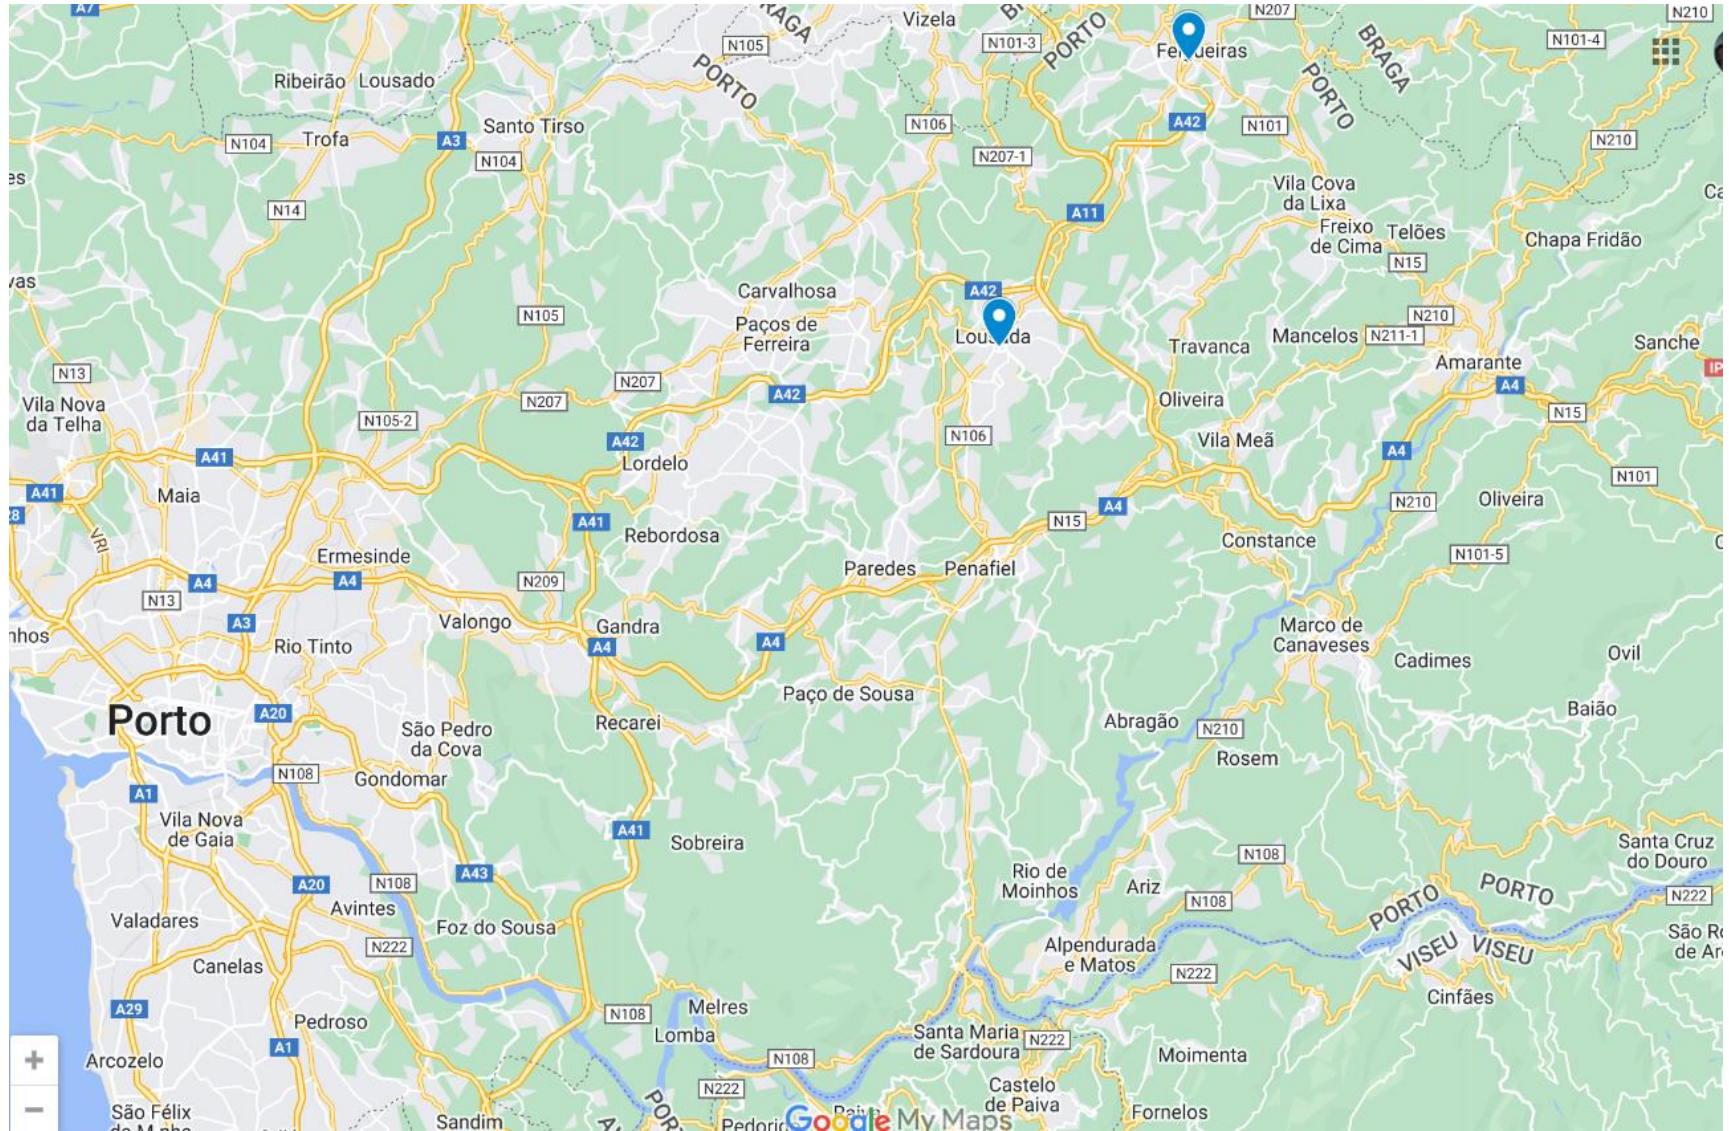 A7
N105
BRAGA
Vizela
N101-3
PORTO
N207
N210
Felgueiras
BRAGA
N101-4
Ribeirão
Lousado
PORTO
PORTO
N104
Trofa
A3
Santo Tirso
N104
N106
A42
N101
N210
N207-1
N14
A11
Vila Cova
da Lixa
Freixo
de Cima
Telões
Chapa Fridão
N15
Carvalhosa
A42
N105
Paços de
Ferreira
Lousada
N210
Mancelos
N211-1
Travanca
Sanche
Amarante
N13
N207
A42
N207
Oliveira
A4
N15
Vila Nova
da Telha
N105-2
A42
N106
Vila Meã
A4
A41
Lordelo
N101
A41
Maia
A4
N210
Oliveira
A41
N15
VRI
Ermesinde
Rebordosa
Constance
N101-5
A4
A4
N209
Paredes
Penafiel
N13
A3
Valongo
Gandra
A4
A4
Marco de
Canaveses
Rio Tinto
Cadimes
Ovil
Paço de Sousa
Porto
A20
São Pedro
da Cova
Recarei
Abragão
N210
Baião
Rosem
N108
Gondomar
A1
Vila Nova
de Gaia
A41
Sobreira
Santa Cruz
do Douro
N108
A20
N108
A43
Rio de
Moinhos
Ariz
N108
PORTO
PORTO
N222
Avintes
Valadares
Foz do Sousa
N222
Alpendurada
e Matos
VISEU
VISEU
Canelas
N222
Cinfães
A29
Pedroso
N108
Melres
Lomba
Santa Maria
de Sardoura
N222
A1
Arcozelo
N108
Moimenta
N222
Castelo
de Paiva
São Félix
Sandim
Fornelos
Google My Maps